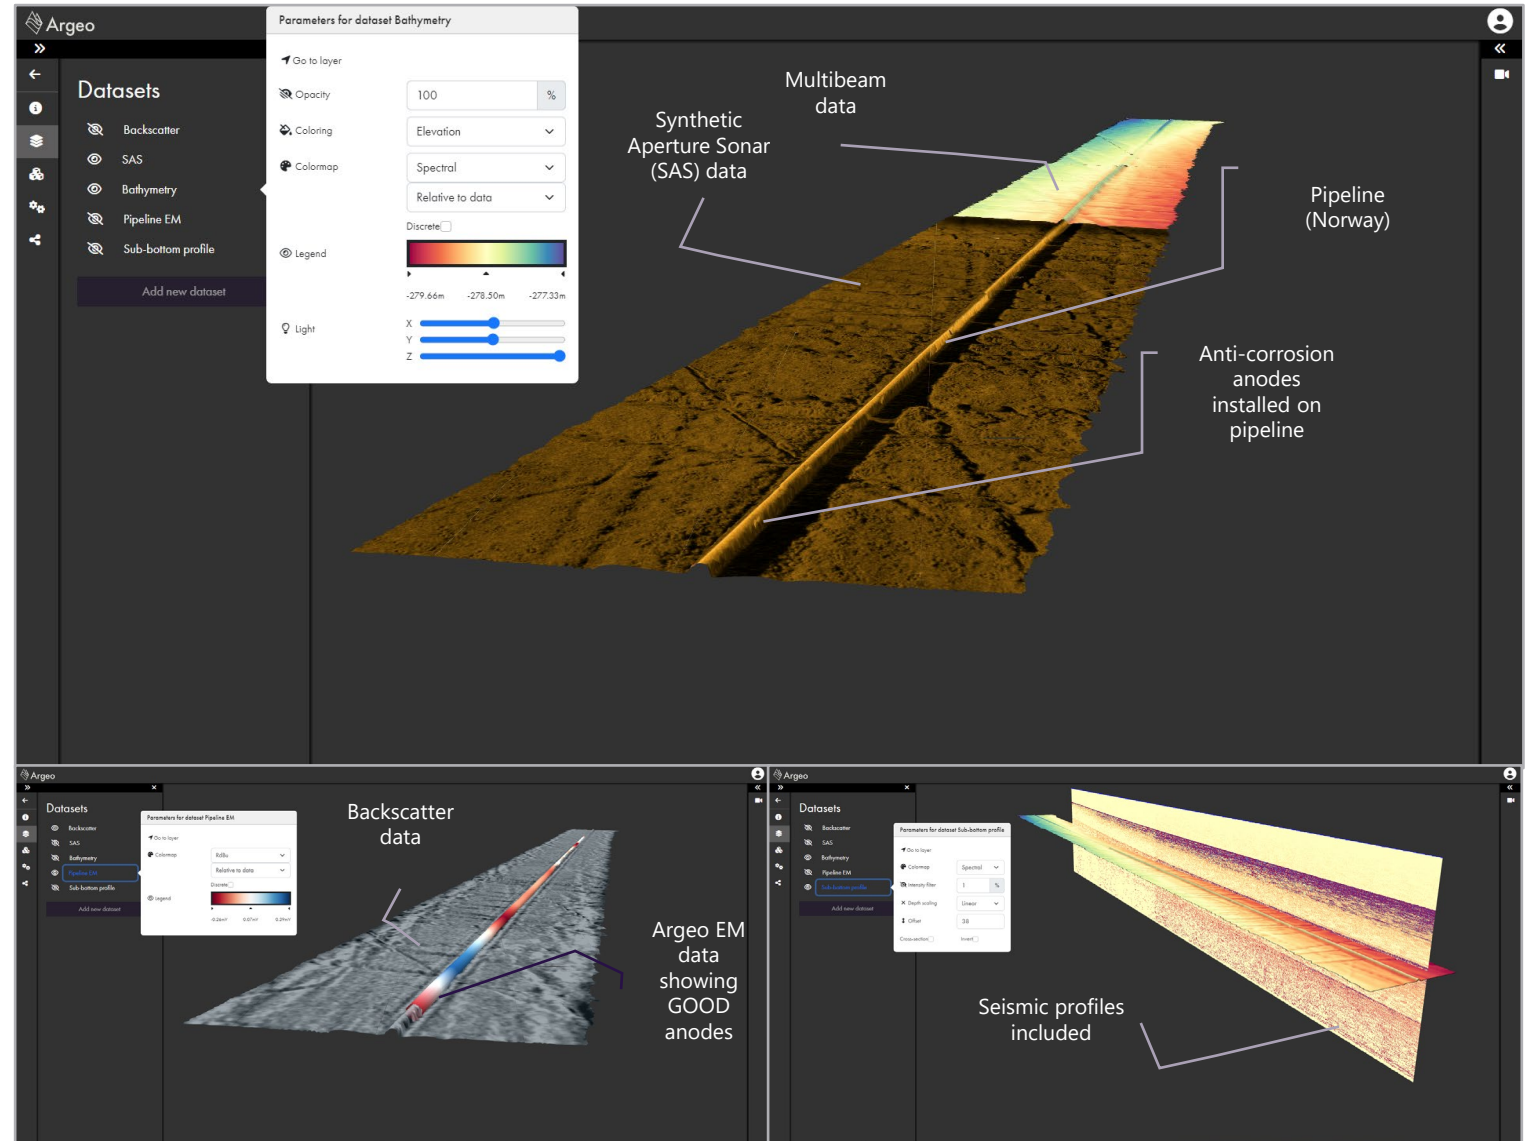 Argeo
Parameters for dataset Bathymetry
Go to layer
Opacity
100
%
Coloring
Elevation
Colormap
Spectral
Relative to data
Discrete
Legend
-279.66m
-278.50m
-277.33m
Light
X
Y
Z
Datasets
Backscatter
SAS
Bathymetry
Pipeline EM
Sub-bottom profile
Add new dataset
Multibeam
data
Synthetic
Aperture Sonar
(SAS) data
Pipeline
(Norway)
Anti-corrosion
anodes
installed on
pipeline
Argeo
Datasets
Backscatter
SAS
Bathymetry
Pipeline EM
Sub-bottom profile
Add new dataset
Parameters for dataset Pipeline EM
Go to layer
Colormap
RdBu
Relative to data
Discrete
Legend
-0.26mV
0.07mV
0.39mV
Backscatter
data
Argeo EM
data
showing
GOOD
anodes
Argeo
Datasets
Backscatter
SAS
Bathymetry
Pipeline EM
Sub-bottom profile
Add new dataset
Parameters for dataset Sub-bottom profile
Go to layer
Colormap
Spectral
Intensity filter
1
%
Depth scaling
Linear
Offset
38
Cross-section
Invert
Seismic profiles
included